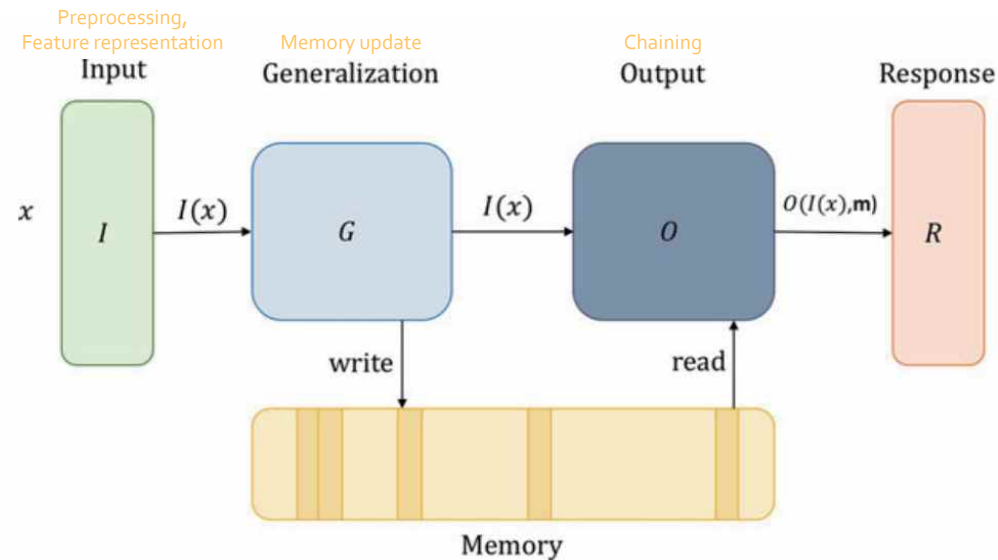 Preprocessing,
Feature representation
Memory update
Chaining
Input
Generalization
Output
Response
x
I
I(x)
G
I(x)
O
O(I(x),m)
R
write
read
Memory